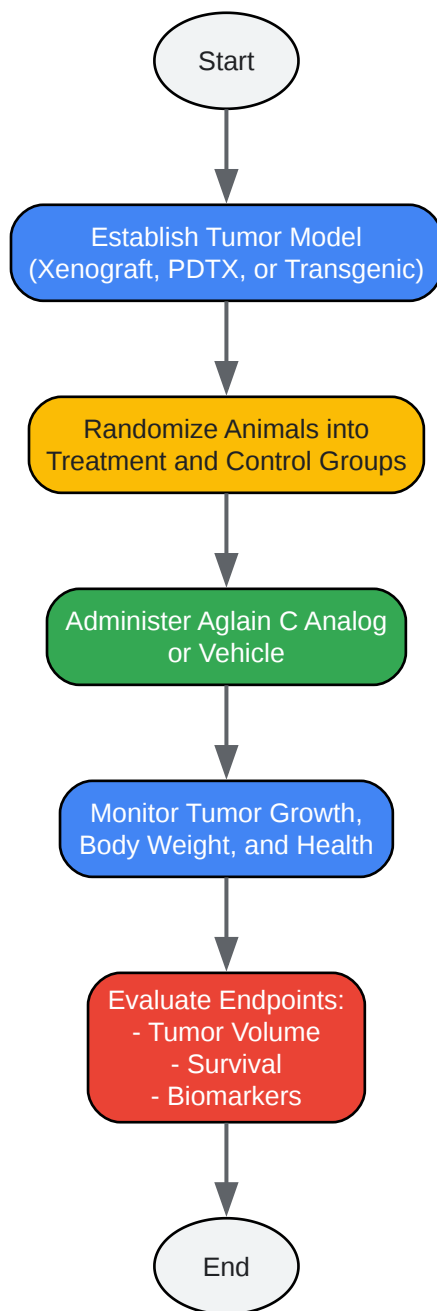 Start
Establish Tumor Model
(Xenograft, PDTX, or Transgenic)
Randomize Animals into
Treatment and Control Groups
Administer Aglain C Analog
or Vehicle
Monitor Tumor Growth,
Body Weight, and Health
Evaluate Endpoints:
- Tumor Volume
- Survival
- Biomarkers
End